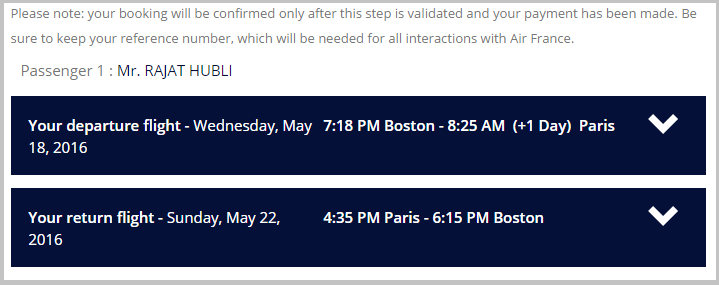 Please note: your booking will be confirmed only after this step is validated and your payment has been made. Be
sure to keep your reference number, which will be needed for all interactions with Air France.
Passenger 1 : Mr. RAJAT HUBLI
Your departure flight - Wednesday, May 7:18 PM Boston - 8:25 AM (+1 Day) Paris
18, 2016
Your return flight - Sunday, May 22, 4:35 PM Paris - 6:15 PM Boston
2016